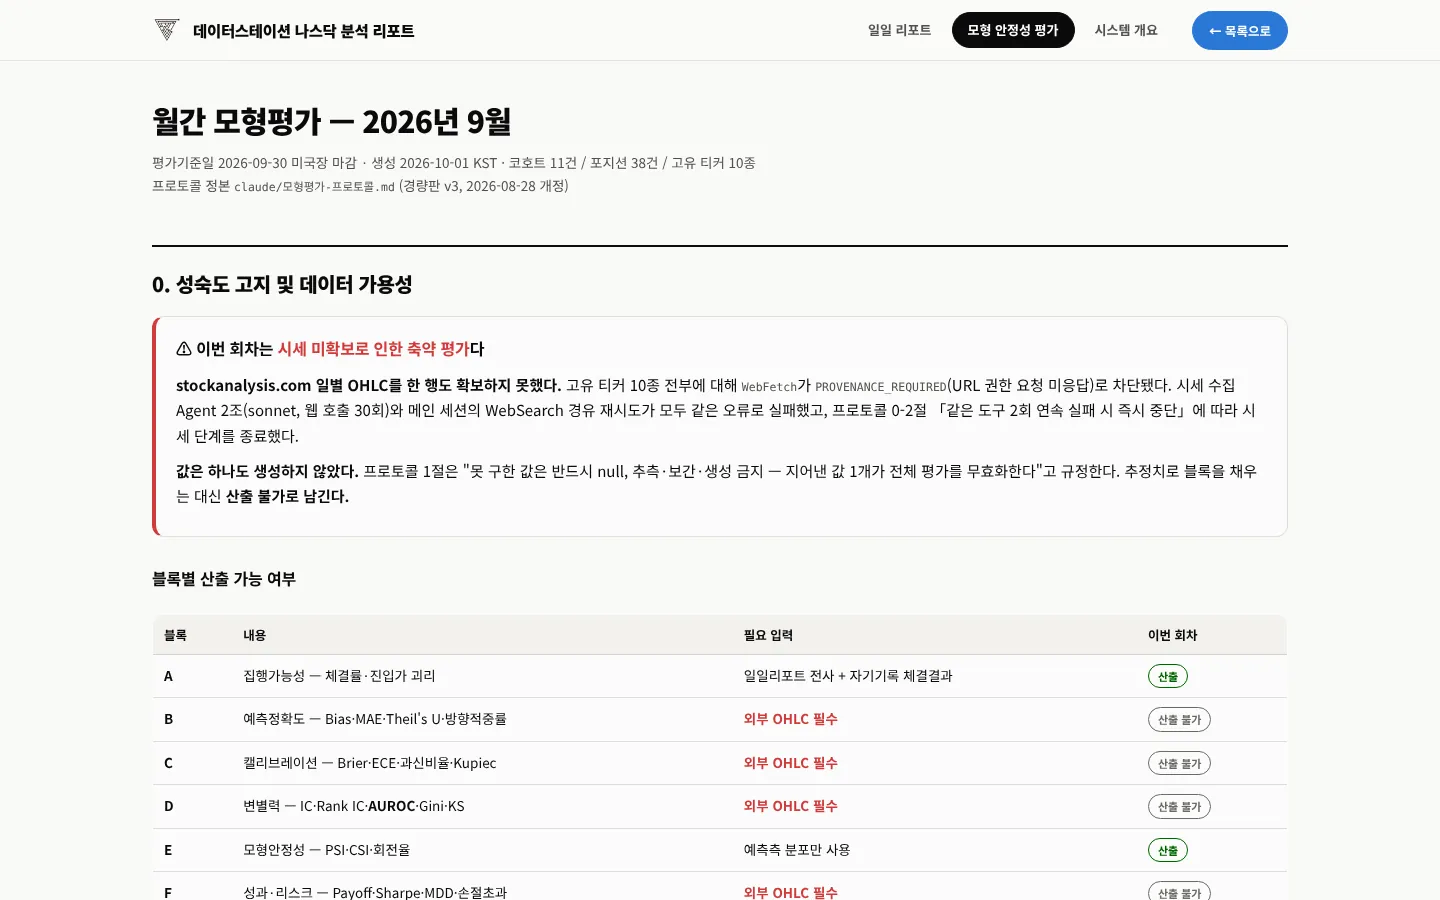 데이터스테이션 나스닥 분석 리포트
일일 리포트
모형 안정성 평가
시스템 개요
← 목록으로
월간 모형평가 — 2026년 9월
평가기준일 2026-09-30 미국장 마감 · 생성 2026-10-01 KST · 코호트 11건 / 포지션 38건 / 고유 티커 10종
프로토콜 정본 claude/모형평가-프로토콜.md (경량판 v3, 2026-08-28 개정)
0. 성숙도 고지 및 데이터 가용성
⚠ 이번 회차는 시세 미확보로 인한 축약 평가다
stockanalysis.com 일별 OHLC를 한 행도 확보하지 못했다. 고유 티커 10종 전부에 대해 WebFetch가 PROVENANCE_REQUIRED(URL 권한 요청 미응답)로 차단됐다. 시세 수집
Agent 2조(sonnet, 웹 호출 30회)와 메인 세션의 WebSearch 경유 재시도가 모두 같은 오류로 실패했고, 프로토콜 0-2절 「같은 도구 2회 연속 실패 시 즉시 중단」에 따라 시
세 단계를 종료했다.
값은 하나도 생성하지 않았다. 프로토콜 1절은 "못 구한 값은 반드시 null, 추측·보간·생성 금지 — 지어낸 값 1개가 전체 평가를 무효화한다"고 규정한다. 추정치로 블록을 채우
는 대신 산출 불가로 남긴다.
블록별 산출 가능 여부
블록 내용 필요 입력 이번 회차
A 집행가능성 — 체결률·진입가 괴리 일일리포트 전사 + 자기기록 체결결과 산출
B 예측정확도 — Bias·MAE·Theil's U·방향적중률 외부 OHLC 필수 산출 불가
C 캘리브레이션 — Brier·ECE·과신비율·Kupiec 외부 OHLC 필수 산출 불가
D 변별력 — IC·Rank IC·AUROC·Gini·KS 외부 OHLC 필수 산출 불가
E 모형안정성 — PSI·CSI·회전율 예측측 분포만 사용 산출
F 성과·리스크 — Payoff·Sharpe·MDD·손절초과 외부 OHLC 필수 산출 불가